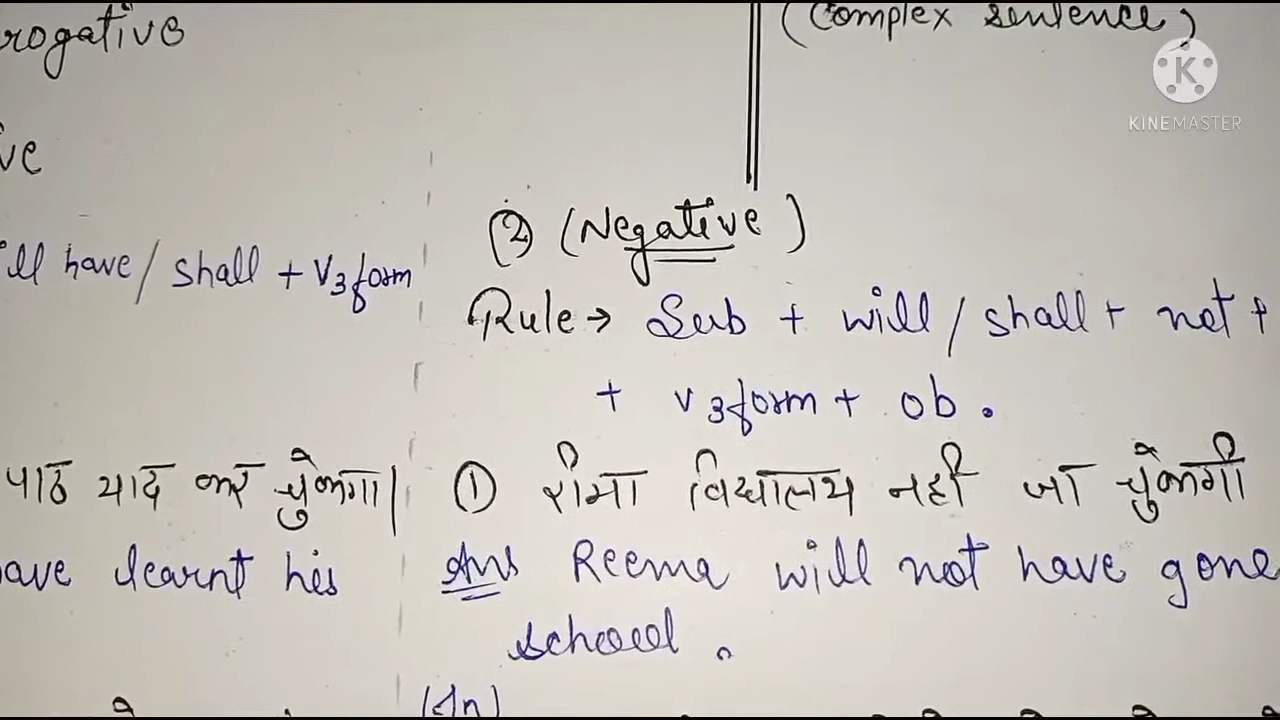 rogative
(Complex sentence)
KINEMASTER
ve
ill have / shall + V3 form
② (Negative)
Rule → Sub + will / shall + not +
+ V3 form + ob.
पाठ याद कर चुकेगा।
ave learnt his
① रीमा विद्यालय नहीं जा चुकेगी
Ans Reema will not have gone
school.